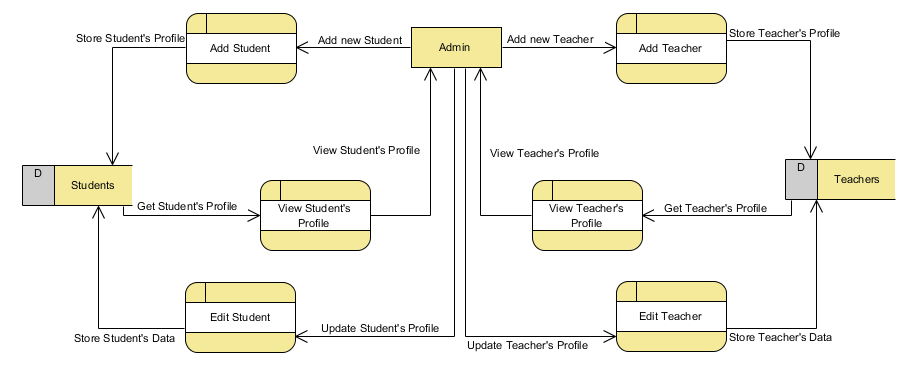 Store Student's Profile
Add Student
Add new Student
Admin
Add new Teacher
Add Teacher
Store Teacher's Profile
View Student's Profile
View Teacher's Profile
D
Students
D
Teachers
Get Student's Profile
View Student's
Profile
View Teacher's
Profile
Get Teacher's Profile
Edit Student
Edit Teacher
Store Student's Data
Update Student's Profile
Update Teacher's Profile
Store Teacher's Data